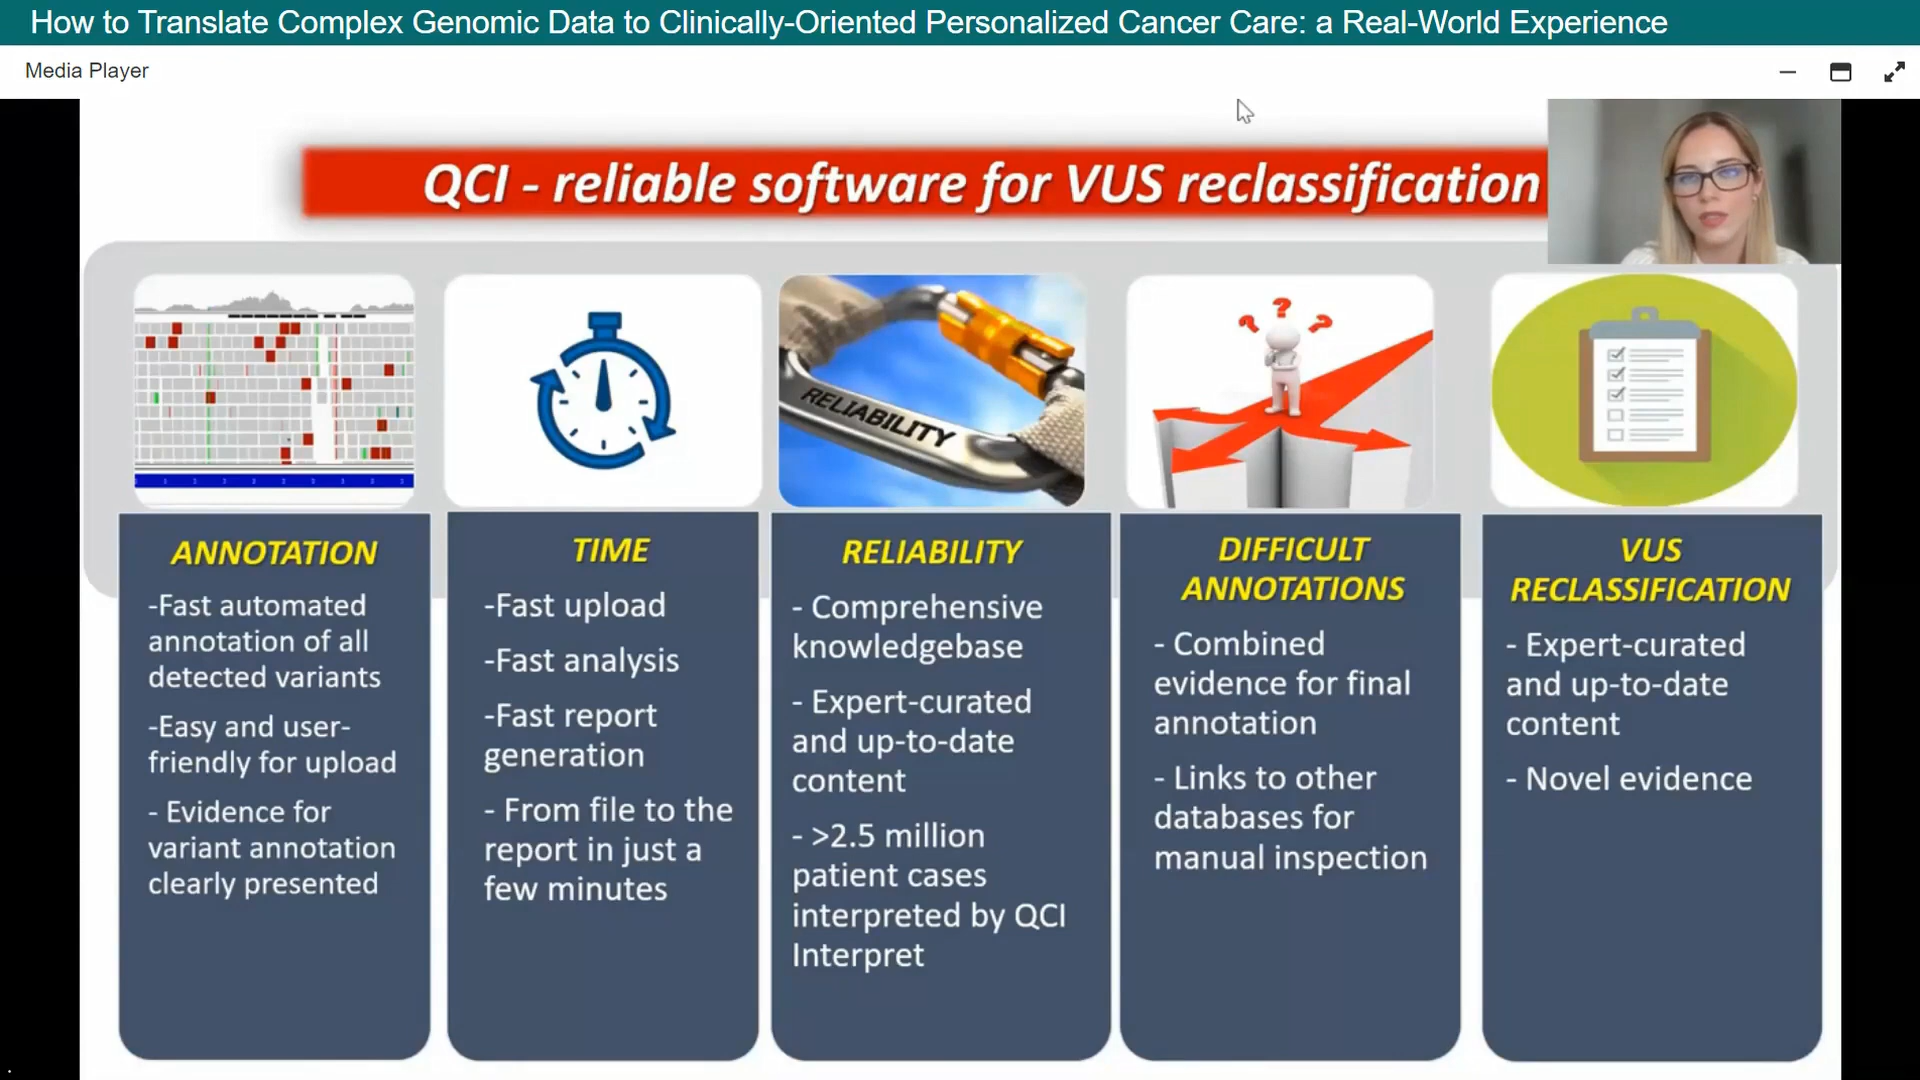 How to Translate Complex Genomic Data to Clinically-Oriented Personalized Cancer Care: a Real-World Experience
Media Player
QCI - reliable software for VUS reclassification
RELIABILITY
? ? ?
ANNOTATION
-Fast automated
annotation of all
detected variants
-Easy and user-
friendly for upload
- Evidence for
variant annotation
clearly presented
TIME
-Fast upload
-Fast analysis
-Fast report
generation
- From file to the
report in just a
few minutes
RELIABILITY
- Comprehensive
knowledgebase
- Expert-curated
and up-to-date
content
- >2.5 million
patient cases
interpreted by QCI
Interpret
DIFFICULT
ANNOTATIONS
- Combined
evidence for final
annotation
- Links to other
databases for
manual inspection
VUS
RECLASSIFICATION
- Expert-curated
and up-to-date
content
- Novel evidence